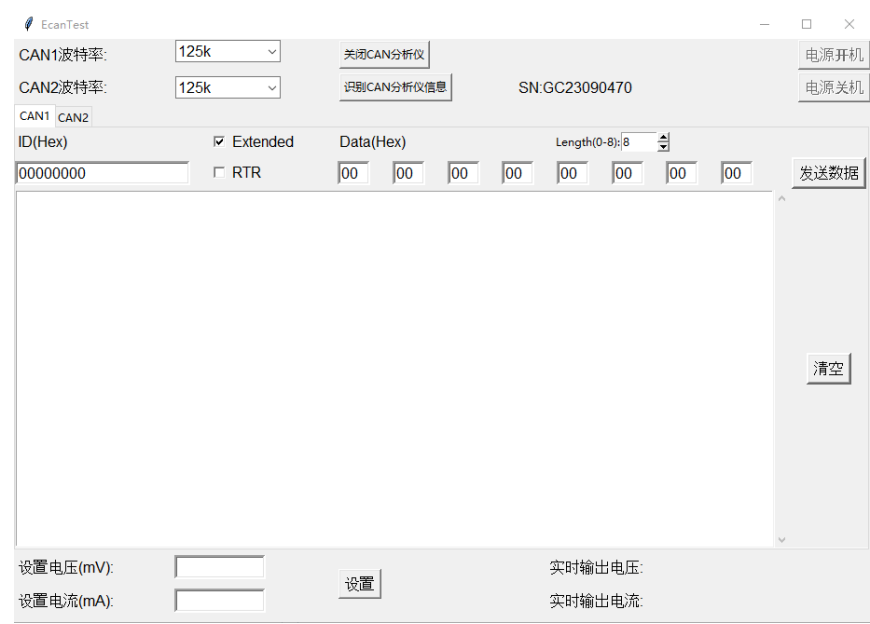 EcanTest
CAN1波特率: 125k 关闭CAN分析仪 电源开机
CAN2波特率: 125k 识别CAN分析仪信息 SN:GC23090470 电源关机
CAN1 CAN2
ID(Hex) Extended Data(Hex) Length(0-8): 8
00000000 RTR 00 00 00 00 00 00 00 00 发送数据
清空
设置电压(mV): 实时输出电压:
设置
设置电流(mA): 实时输出电流: